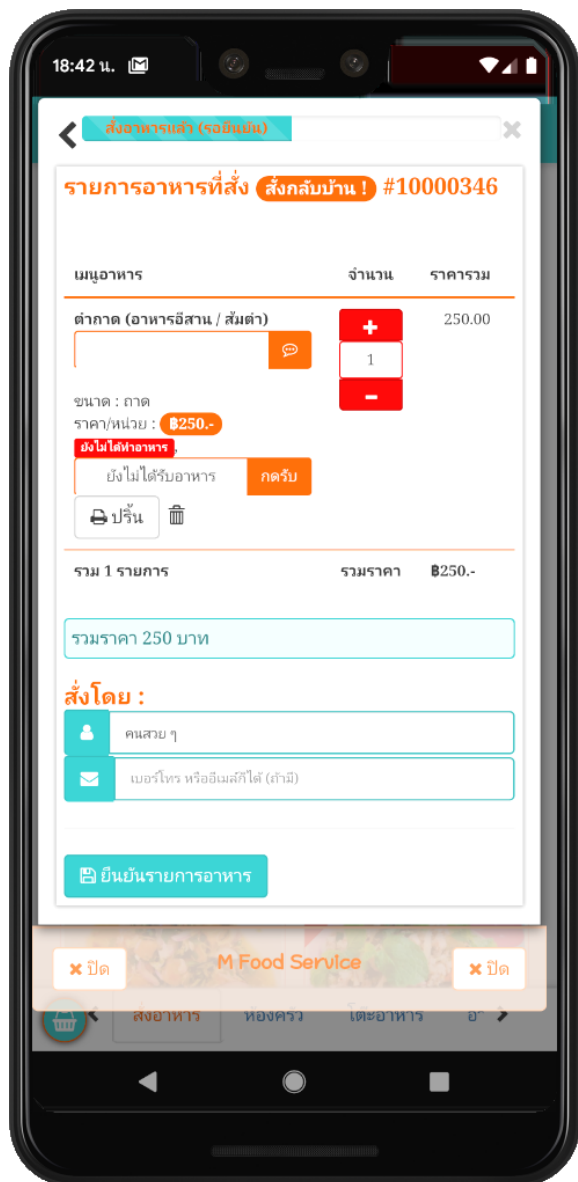 18:42 น.
สั่งอาหารแล้ว (รอยืนยัน)
รายการอาหารที่สั่ง สั่งกลับบ้าน ! #10000346
เมนูอาหาร จำนวน ราคารวม
ตำถาด (อาหารอีสาน / ส้มตำ) 250.00
1
ขนาด : ถาด
ราคา/หน่วย : ฿250.-
ยังไม่ได้ทำอาหาร ,
ยังไม่ได้รับอาหาร กดรับ
ปริ้น
รวม 1 รายการ รวมราคา ฿250.-
รวมราคา 250 บาท
สั่งโดย :
คนสวย ๆ
เบอร์โทร หรืออีเมล์ก็ได้ (ถ้ามี)
ยืนยันรายการอาหาร
ปิด M Food Service ปิด
สั่งอาหาร ห้องครัว โต๊ะอาหาร